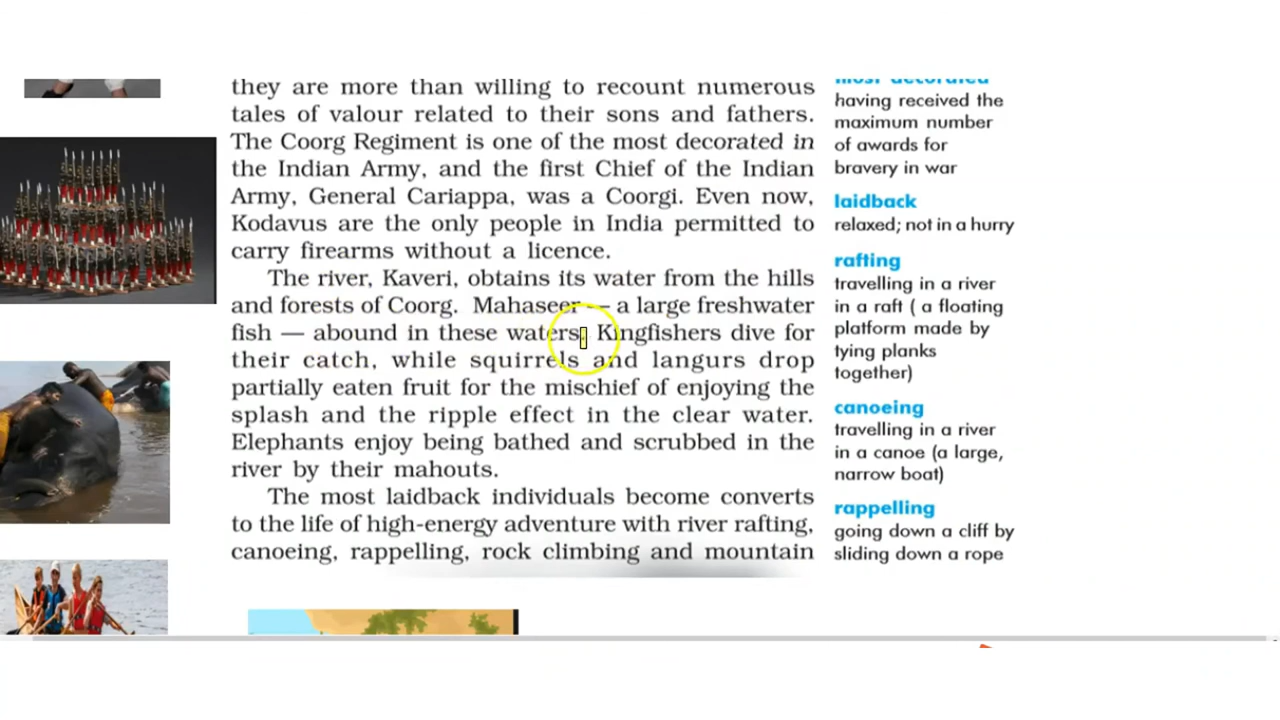 they are more than willing to recount numerous
tales of valour related to their sons and fathers.
The Coorg Regiment is one of the most decorated in
the Indian Army, and the first Chief of the Indian
Army, General Cariappa, was a Coorgi. Even now,
Kodavus are the only people in India permitted to
carry firearms without a licence.
The river, Kaveri, obtains its water from the hills
and forests of Coorg. Mahaseer — a large freshwater
fish — abound in these waters. Kingfishers dive for
their catch, while squirrels and langurs drop
partially eaten fruit for the mischief of enjoying the
splash and the ripple effect in the clear water.
Elephants enjoy being bathed and scrubbed in the
river by their mahouts.
The most laidback individuals become converts
to the life of high-energy adventure with river rafting,
canoeing, rappelling, rock climbing and mountain
most decorated
having received the
maximum number
of awards for
bravery in war
laidback
relaxed; not in a hurry
rafting
travelling in a river
in a raft ( a floating
platform made by
tying planks
together)
canoeing
travelling in a river
in a canoe (a large,
narrow boat)
rappelling
going down a cliff by
sliding down a rope